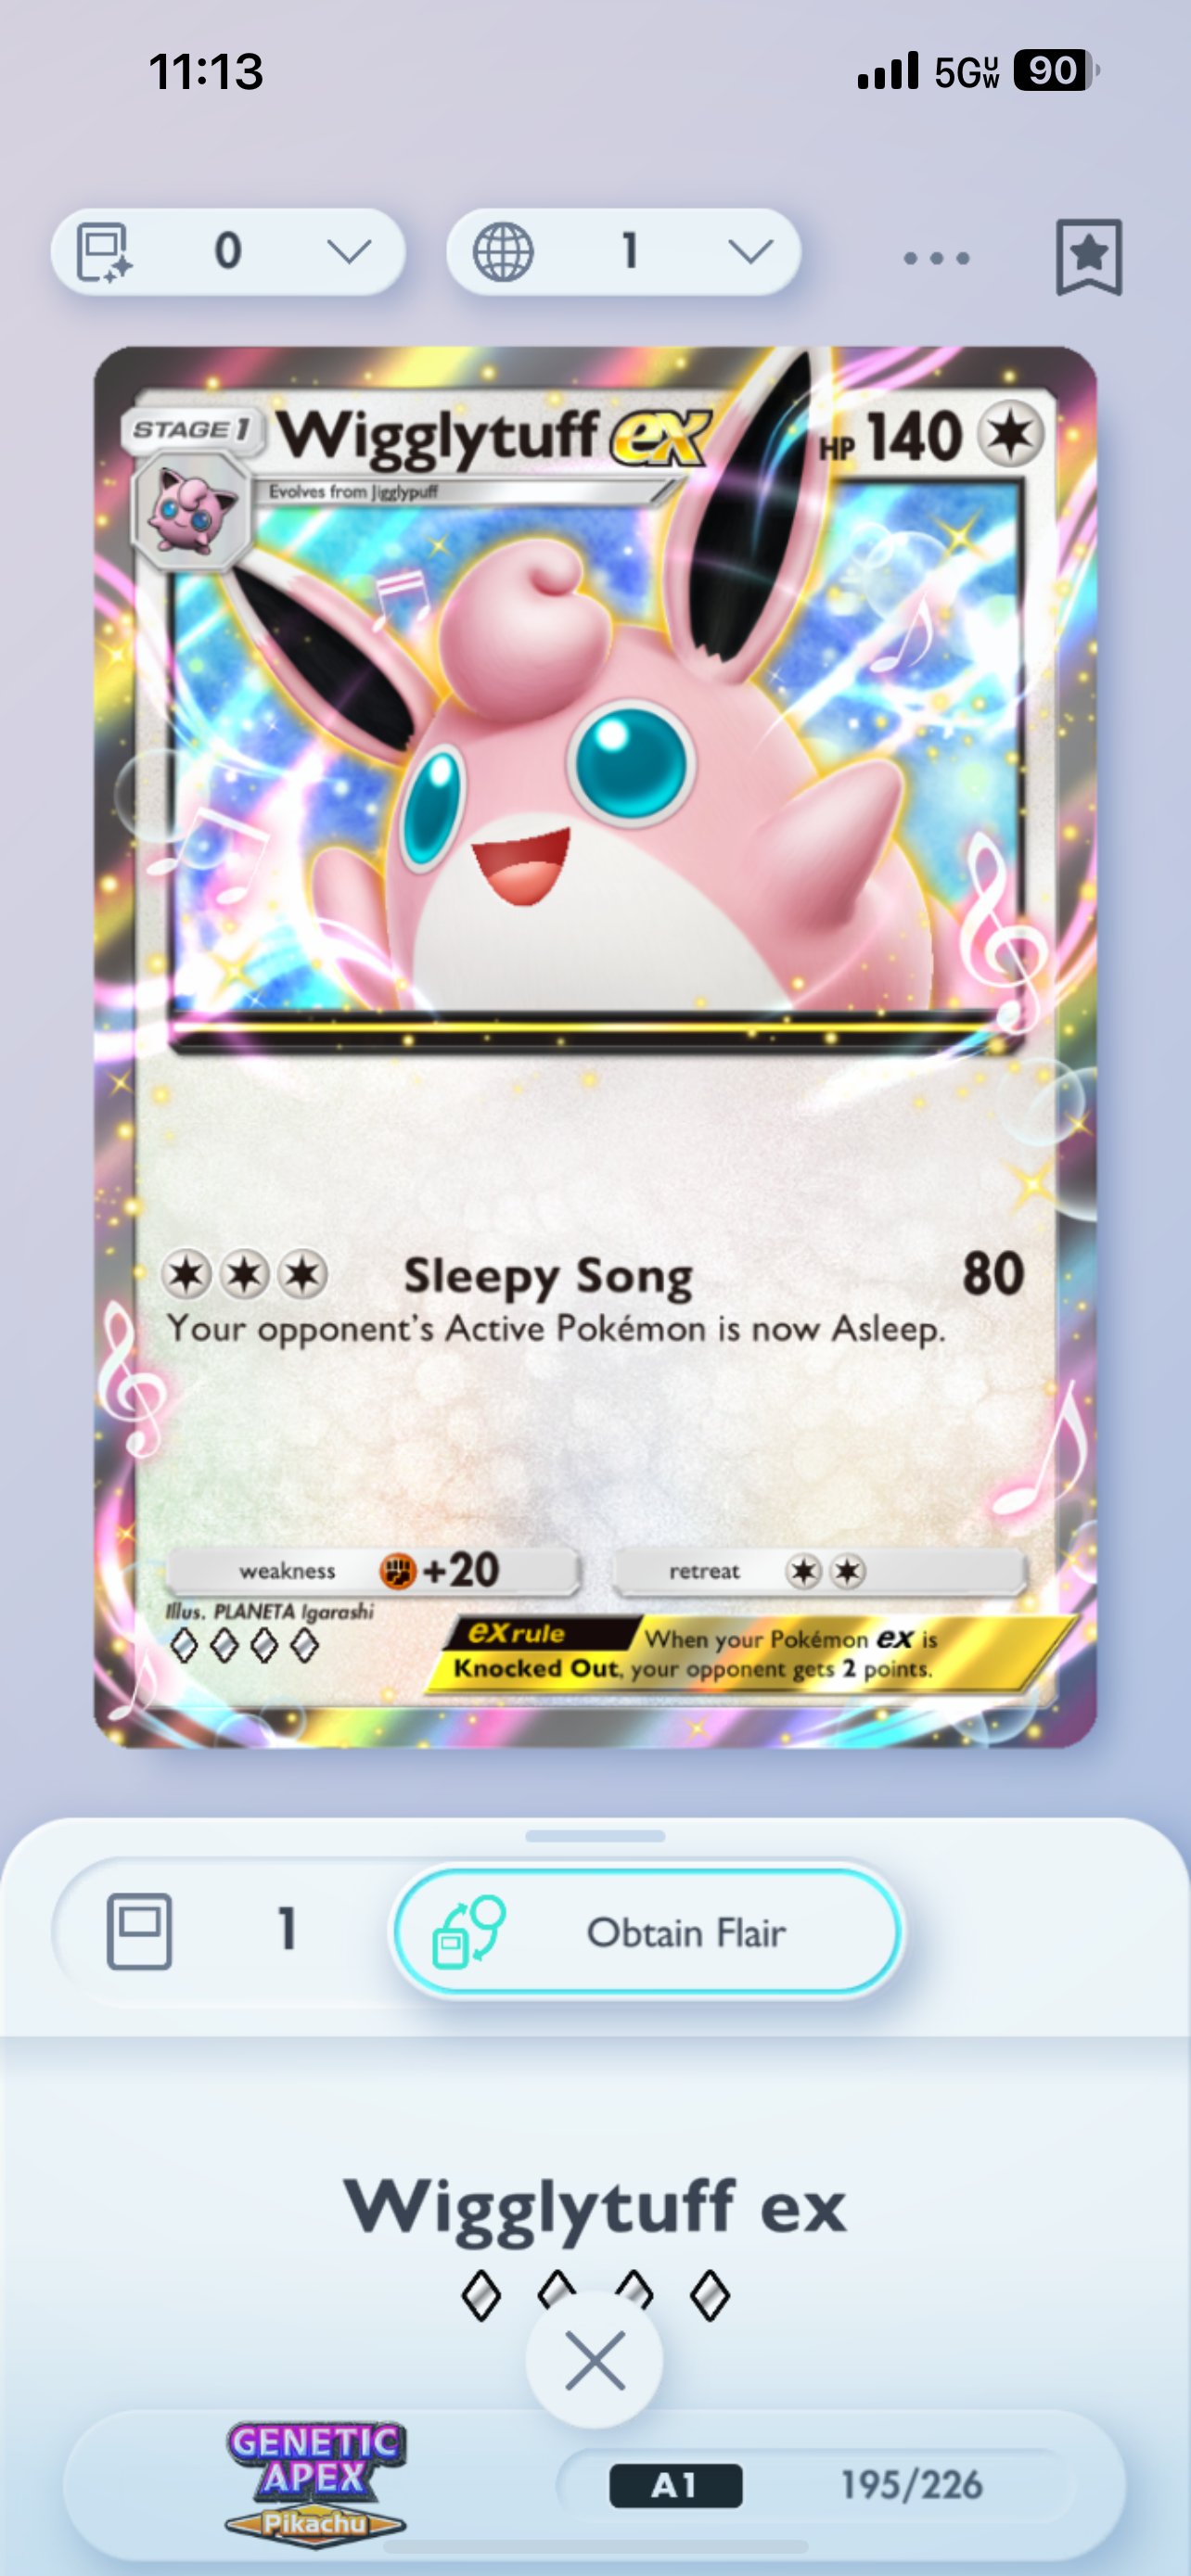 11:13
5G UW 90
0
1
STAGE 1 Wigglytuff ex HP 140
Evolves from Jigglypuff
Sleepy Song 80
Your opponent's Active Pokémon is now Asleep.
weakness +20 retreat
Illus. PLANETA Igarashi
ex rule When your Pokémon ex is
Knocked Out, your opponent gets 2 points.
1 Obtain Flair
Wigglytuff ex
GENETIC
APEX
Pikachu
A1 195/226